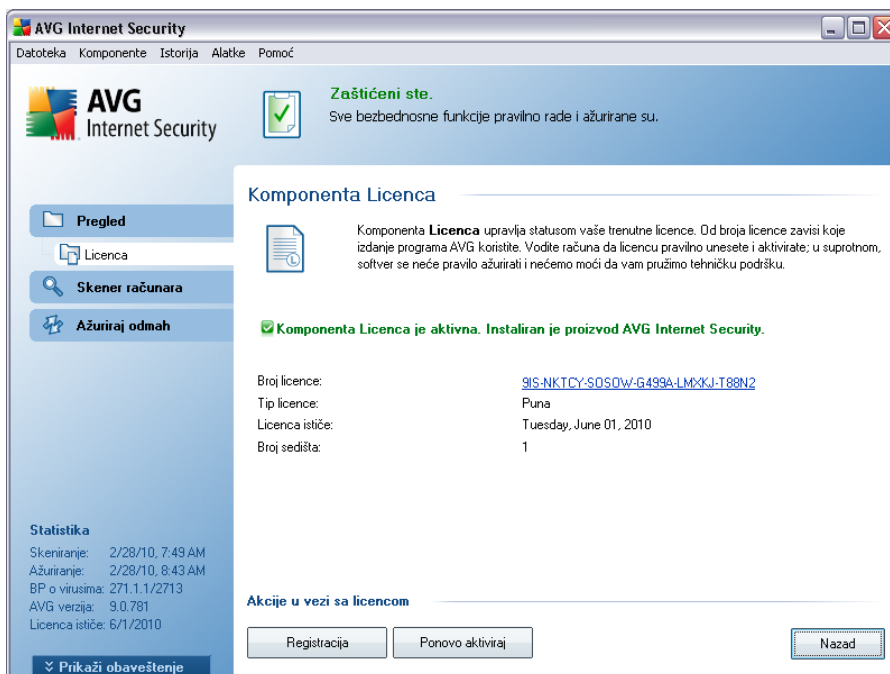 AVG Internet Security
Datoteka Komponente Istorija Alatke Pomoć
AVG
Internet Security
Zaštićeni ste.
Sve bezbednosne funkcije pravilno rade i ažurirane su.
Pregled
Licenca
Skener računara
Ažuriraj odmah
Komponenta Licenca
Komponenta Licenca upravlja statusom vaše trenutne licence. Od broja licence zavisi koje
izdanje programa AVG koristite. Vodite računa da licencu pravilno unesete i aktivirate; u suprotnom,
softver se neće pravilo ažurirati i nećemo moći da vam pružimo tehničku podršku.
Komponenta Licenca je aktivna. Instaliran je proizvod AVG Internet Security.
Broj licence: 9IS-NKTCY-SOSOW-G499A-LMXKJ-T88N2
Tip licence: Puna
Licenca ističe: Tuesday, June 01, 2010
Broj sedišta: 1
Statistika
Skeniranje: 2/28/10, 7:49 AM
Ažuriranje: 2/28/10, 8:43 AM
BP o virusima: 271.1.1/2713
AVG verzija: 9.0.781
Licenca ističe: 6/1/2010
Prikaži obaveštenje
Akcije u vezi sa licencom
Registracija
Ponovo aktiviraj
Nazad